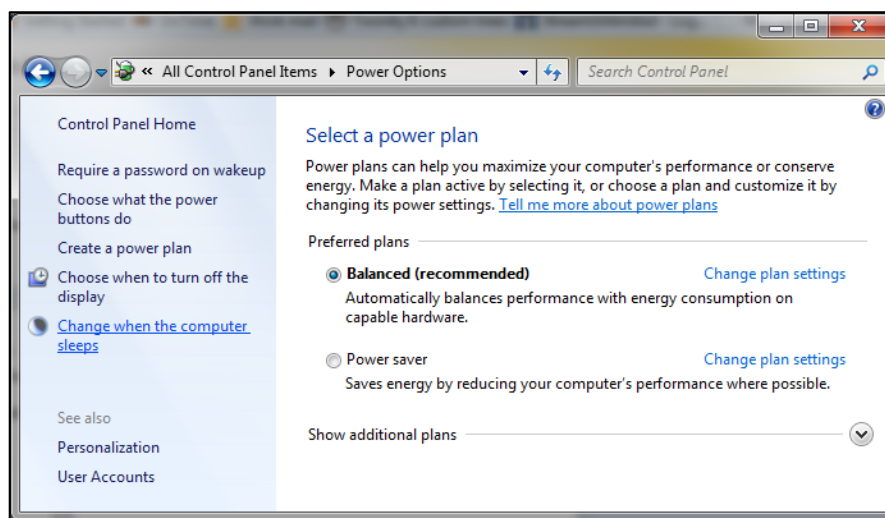 « All Control Panel Items ▸ Power Options
Search Control Panel
Control Panel Home
Require a password on wakeup
Choose what the power
buttons do
Create a power plan
Choose when to turn off the
display
Change when the computer
sleeps
See also
Personalization
User Accounts
Select a power plan
Power plans can help you maximize your computer's performance or conserve
energy. Make a plan active by selecting it, or choose a plan and customize it by
changing its power settings. Tell me more about power plans
Preferred plans
Balanced (recommended) Change plan settings
Automatically balances performance with energy consumption on
capable hardware.
Power saver Change plan settings
Saves energy by reducing your computer's performance where possible.
Show additional plans